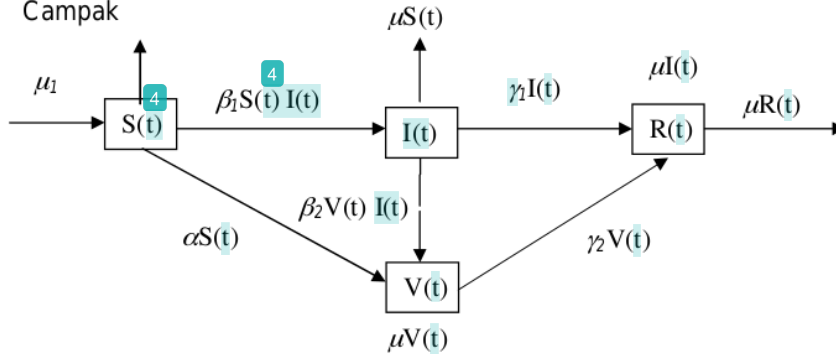 Campak
μS(t)
4
μ₁
4
β₁S(t) I(t)
γ₁I(t)
μI(t)
S(t)
I(t)
R(t)
μR(t)
αS(t)
β₂V(t) I(t)
γ₂V(t)
V(t)
μV(t)